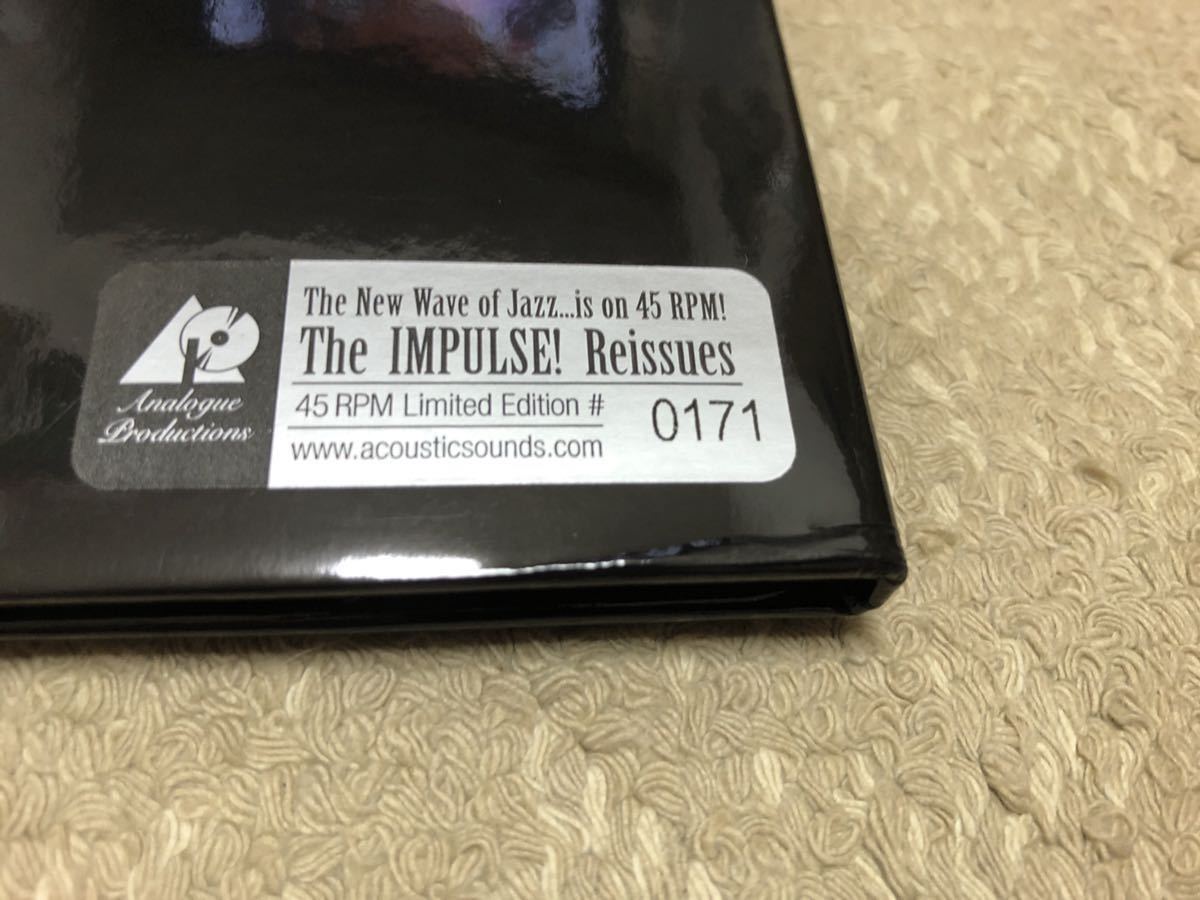 The New Wave of Jazz...is on 45 RPM!
The IMPULSE! Reissues
45 RPM Limited Edition # 0171
www.acousticsounds.com
Analogue
Productions